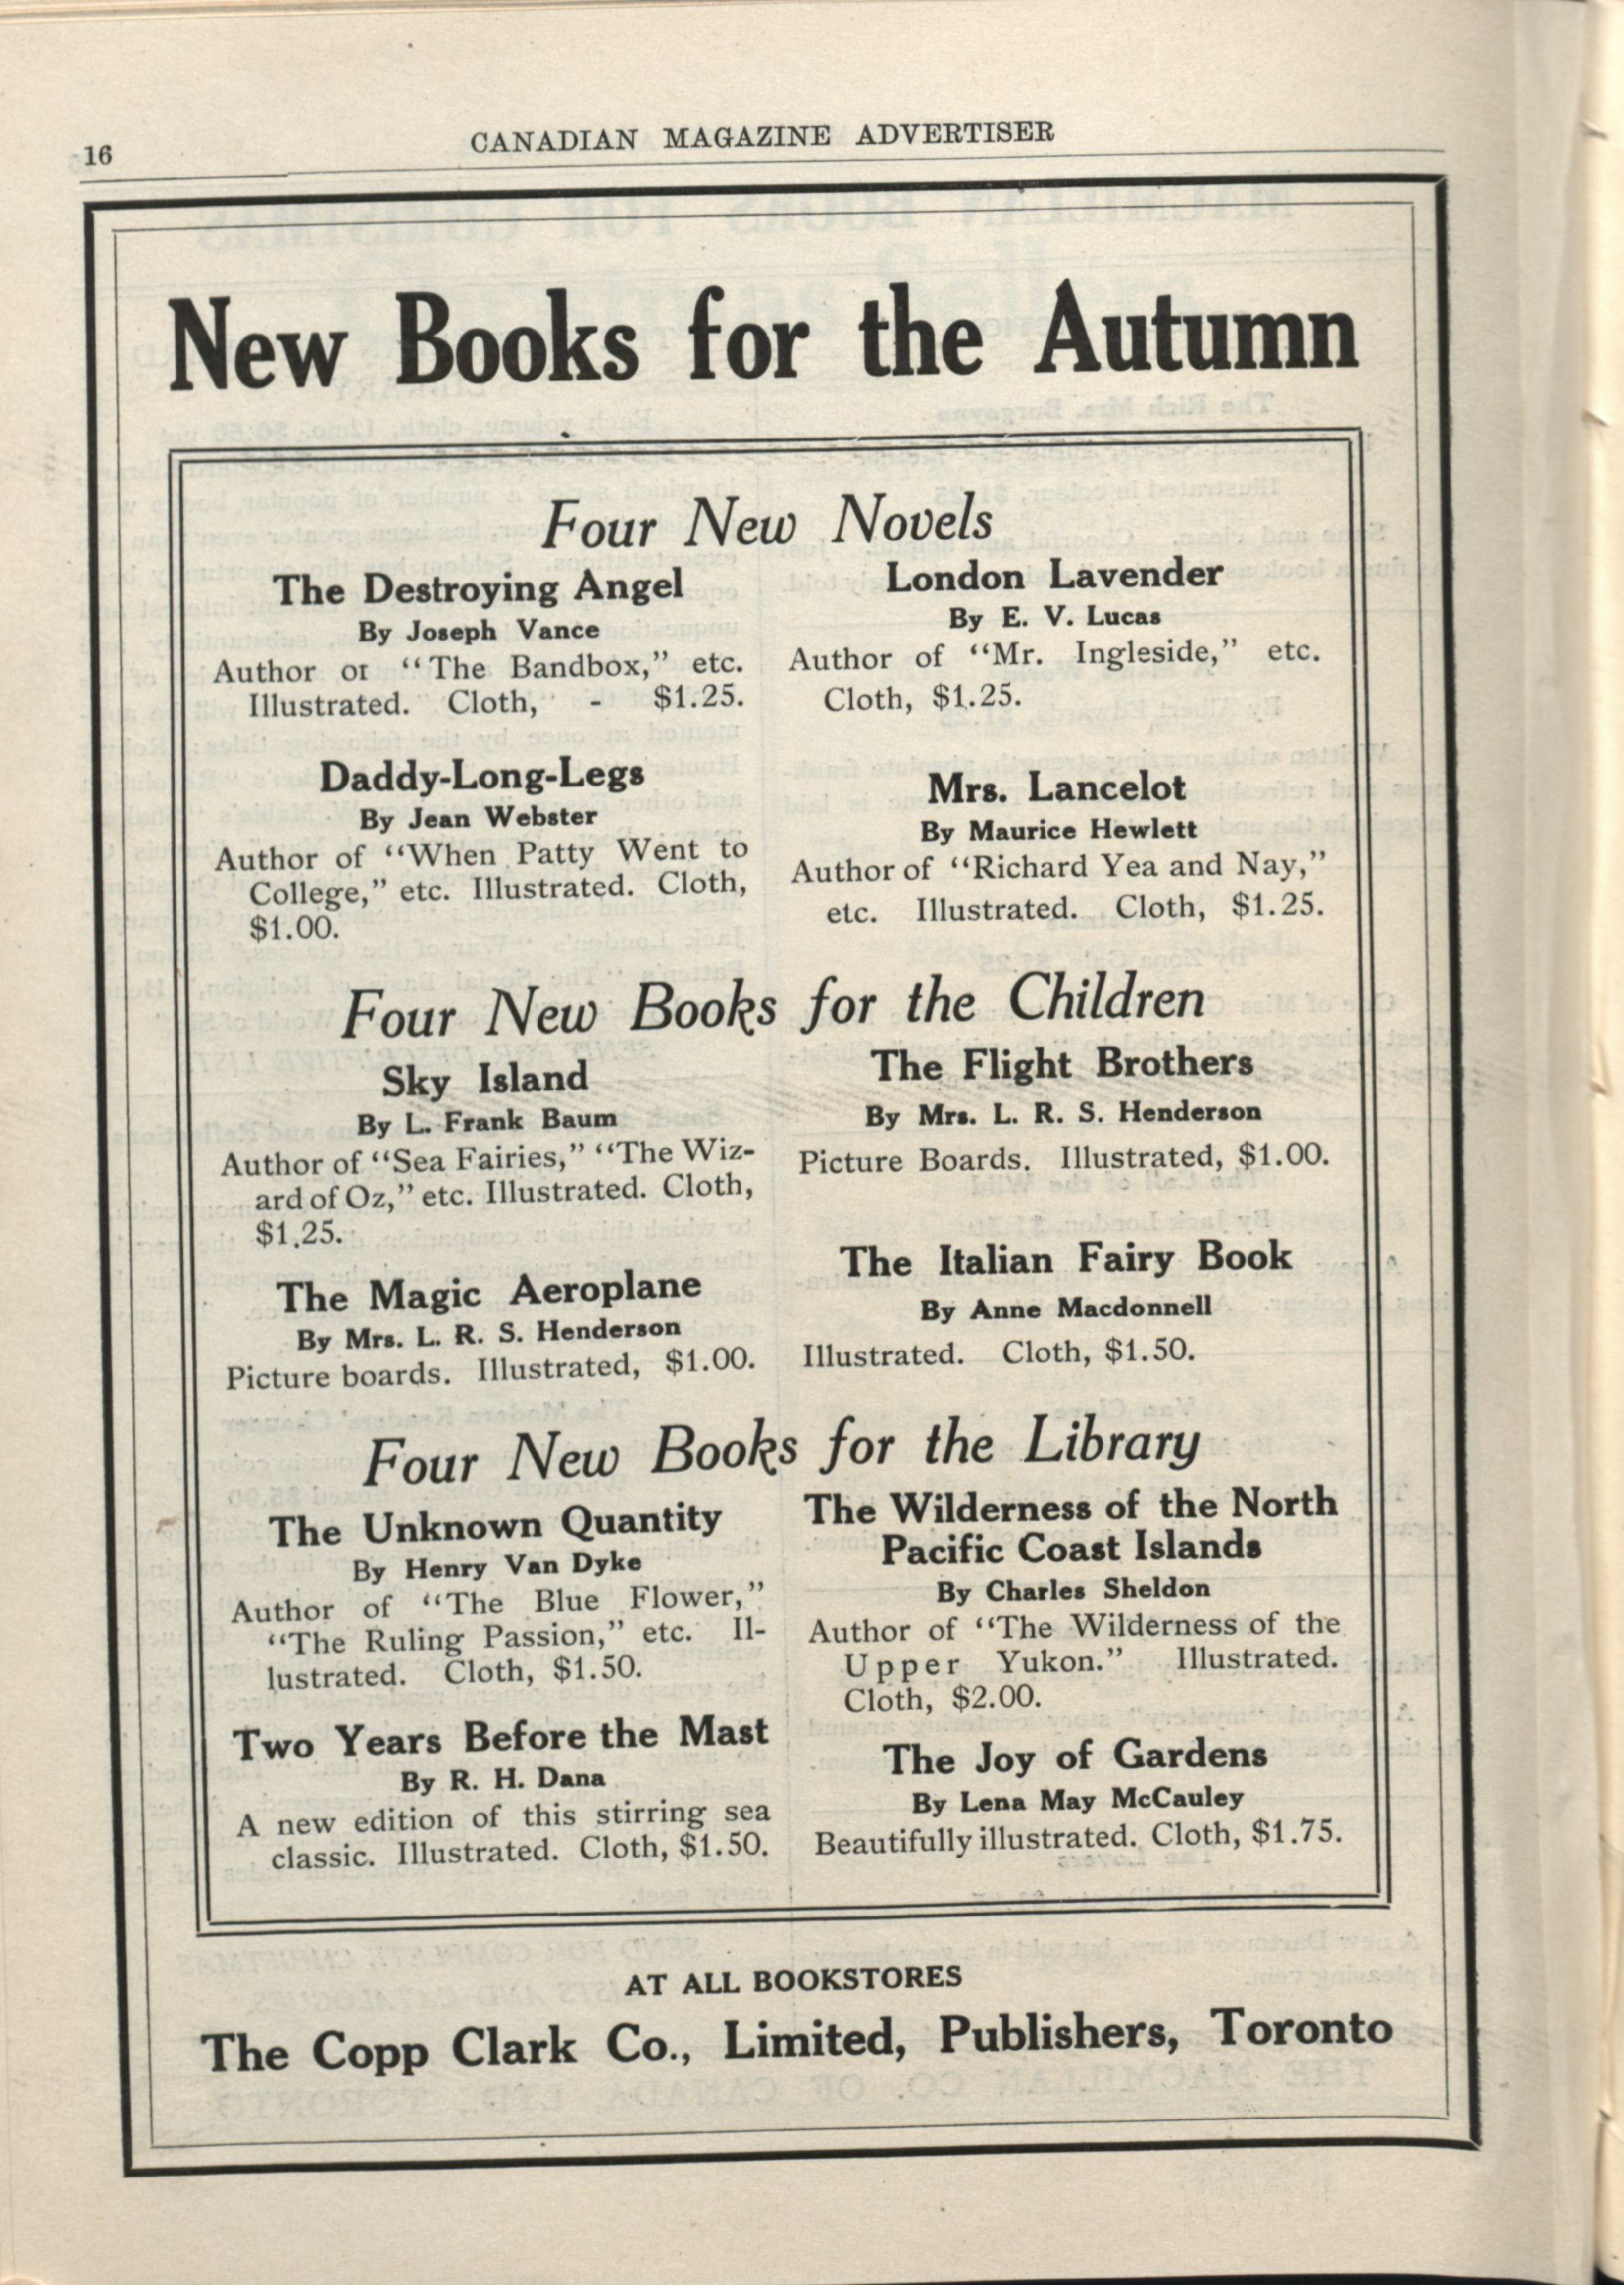 16
CANADIAN MAGAZINE ADVERTISER
New Books for the Autumn
Four New Novels
The Destroying Angel
By Joseph Vance
Author of "The Bandbox," etc.
Illustrated. Cloth, - $1.25.
Daddy-Long-Legs
By Jean Webster
Author of "When Patty Went to
College," etc. Illustrated. Cloth,
$1.00.
London Lavender
By E. V. Lucas
Author of "Mr. Ingleside," etc.
Cloth, $1.25.
Mrs. Lancelot
By Maurice Hewlett
Author of "Richard Yea and Nay,"
etc. Illustrated. Cloth, $1.25.
Four New Books for the Children
Sky Island
By L. Frank Baum
Author of "Sea Fairies," "The Wiz-
ard of Oz," etc. Illustrated. Cloth,
$1.25.
The Magic Aeroplane
By Mrs. L. R. S. Henderson
Picture boards. Illustrated, $1.00.
The Flight Brothers
By Mrs. L. R. S. Henderson
Picture Boards. Illustrated, $1.00.
The Italian Fairy Book
By Anne Macdonnell
Illustrated. Cloth, $1.50.
Four New Books for the Library
The Unknown Quantity
By Henry Van Dyke
Author of "The Blue Flower,"
"The Ruling Passion," etc. Il-
lustrated. Cloth, $1.50.
Two Years Before the Mast
By R. H. Dana
A new edition of this stirring sea
classic. Illustrated. Cloth, $1.50.
The Wilderness of the North
Pacific Coast Islands
By Charles Sheldon
Author of "The Wilderness of the
Upper Yukon." Illustrated.
Cloth, $2.00.
The Joy of Gardens
By Lena May McCauley
Beautifully illustrated. Cloth, $1.75.
AT ALL BOOKSTORES
The Copp Clark Co., Limited, Publishers, Toronto